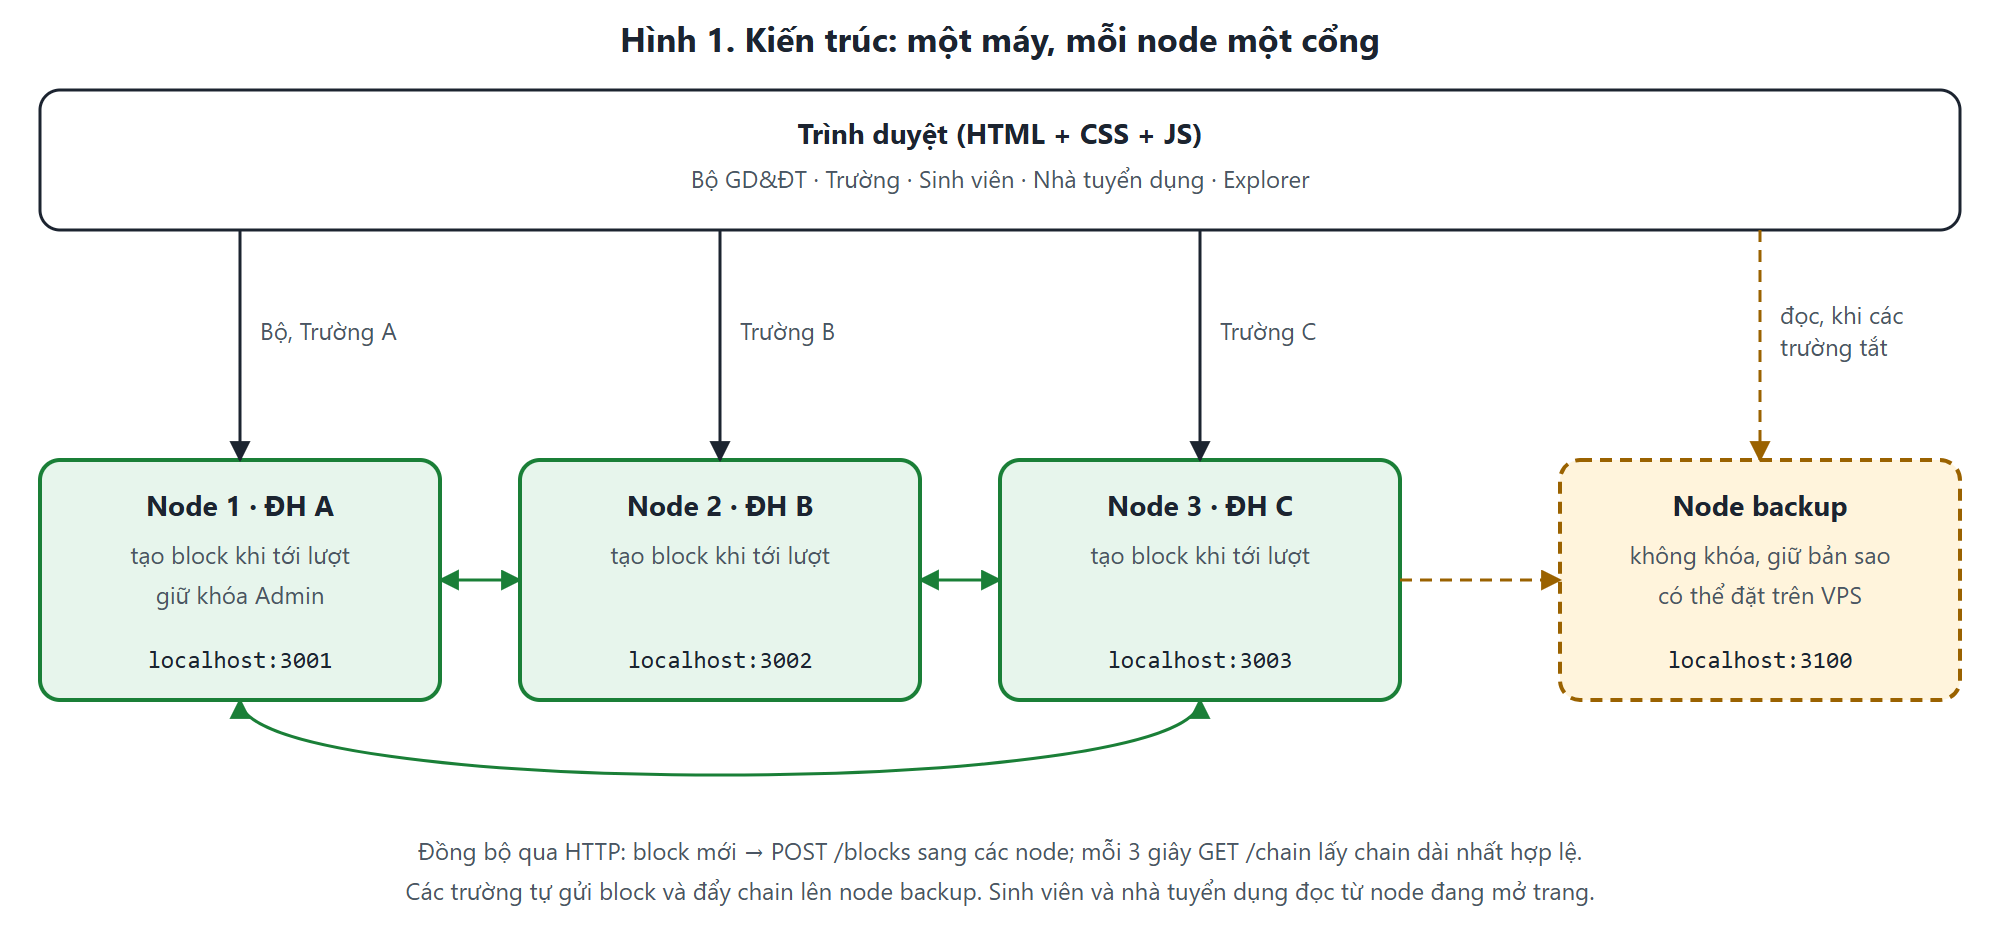 Hình 1. Kiến trúc: một máy, mỗi node một cổng
Trình duyệt (HTML + CSS + JS)
Bộ GD&ĐT · Trường · Sinh viên · Nhà tuyển dụng · Explorer
Bộ, Trường A
Trường B
Trường C
đọc, khi các
trường tắt
Node 1 · ĐH A
tạo block khi tới lượt
giữ khóa Admin
localhost:3001
Node 2 · ĐH B
tạo block khi tới lượt
localhost:3002
Node 3 · ĐH C
tạo block khi tới lượt
localhost:3003
Node backup
không khóa, giữ bản sao
có thể đặt trên VPS
localhost:3100
Đồng bộ qua HTTP: block mới → POST /blocks sang các node; mỗi 3 giây GET /chain lấy chain dài nhất hợp lệ.
Các trường tự gửi block và đẩy chain lên node backup. Sinh viên và nhà tuyển dụng đọc từ node đang mở trang.